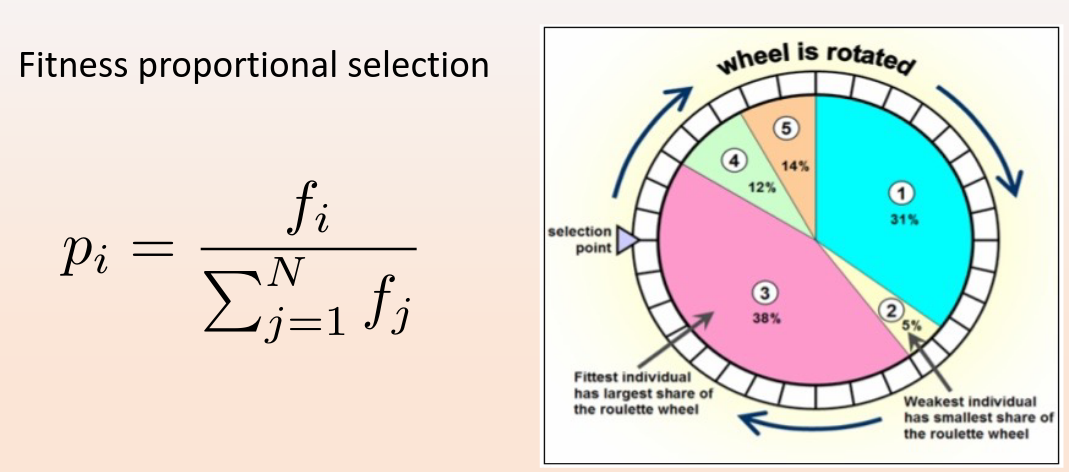 Fitness proportional selection
p_i = \frac{f_i}{\sum_{j=1}^{N} f_j}
wheel is rotated
5
14%
4
12%
1
31%
selection
point
3
38%
2
5%
Fittest individual
has largest share of
the roulette wheel
Weakest individual
has smallest share of
the roulette wheel